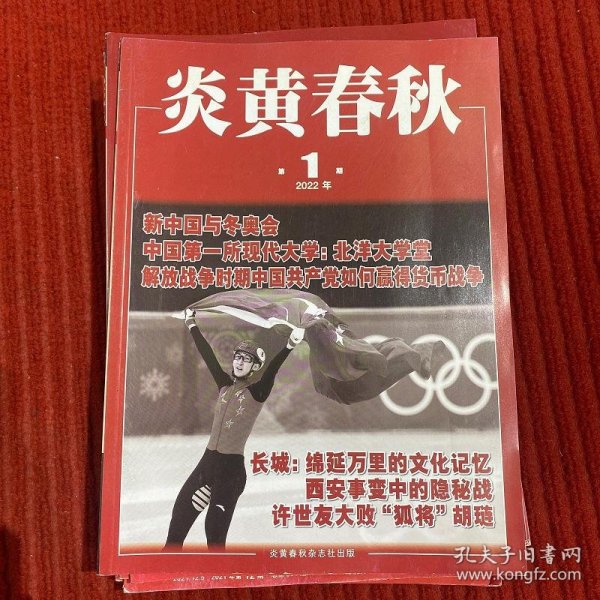 炎黄春秋
第1期
2022年
新中国与冬奥会
中国第一所现代大学：北洋大学堂
解放战争时期中国共产党如何赢得货币战争
长城：绵延万里的文化记忆
西安事变中的隐秘战
许世友大败“狐将”胡琏
炎黄春秋杂志社出版
孔夫子旧书网
www.kongfz.com